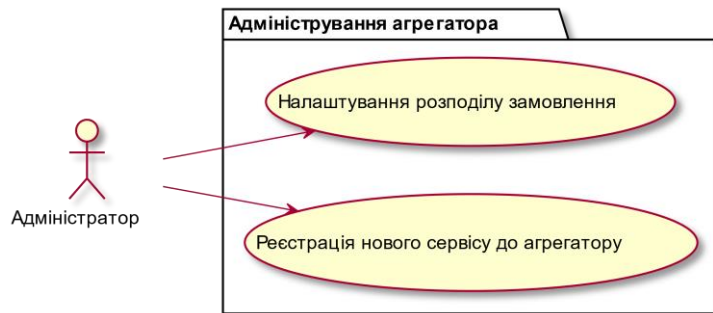 Адміністрування агрегатора
Налаштування розподілу замовлення
Адміністратор
Реєстрація нового сервісу до агрегатору